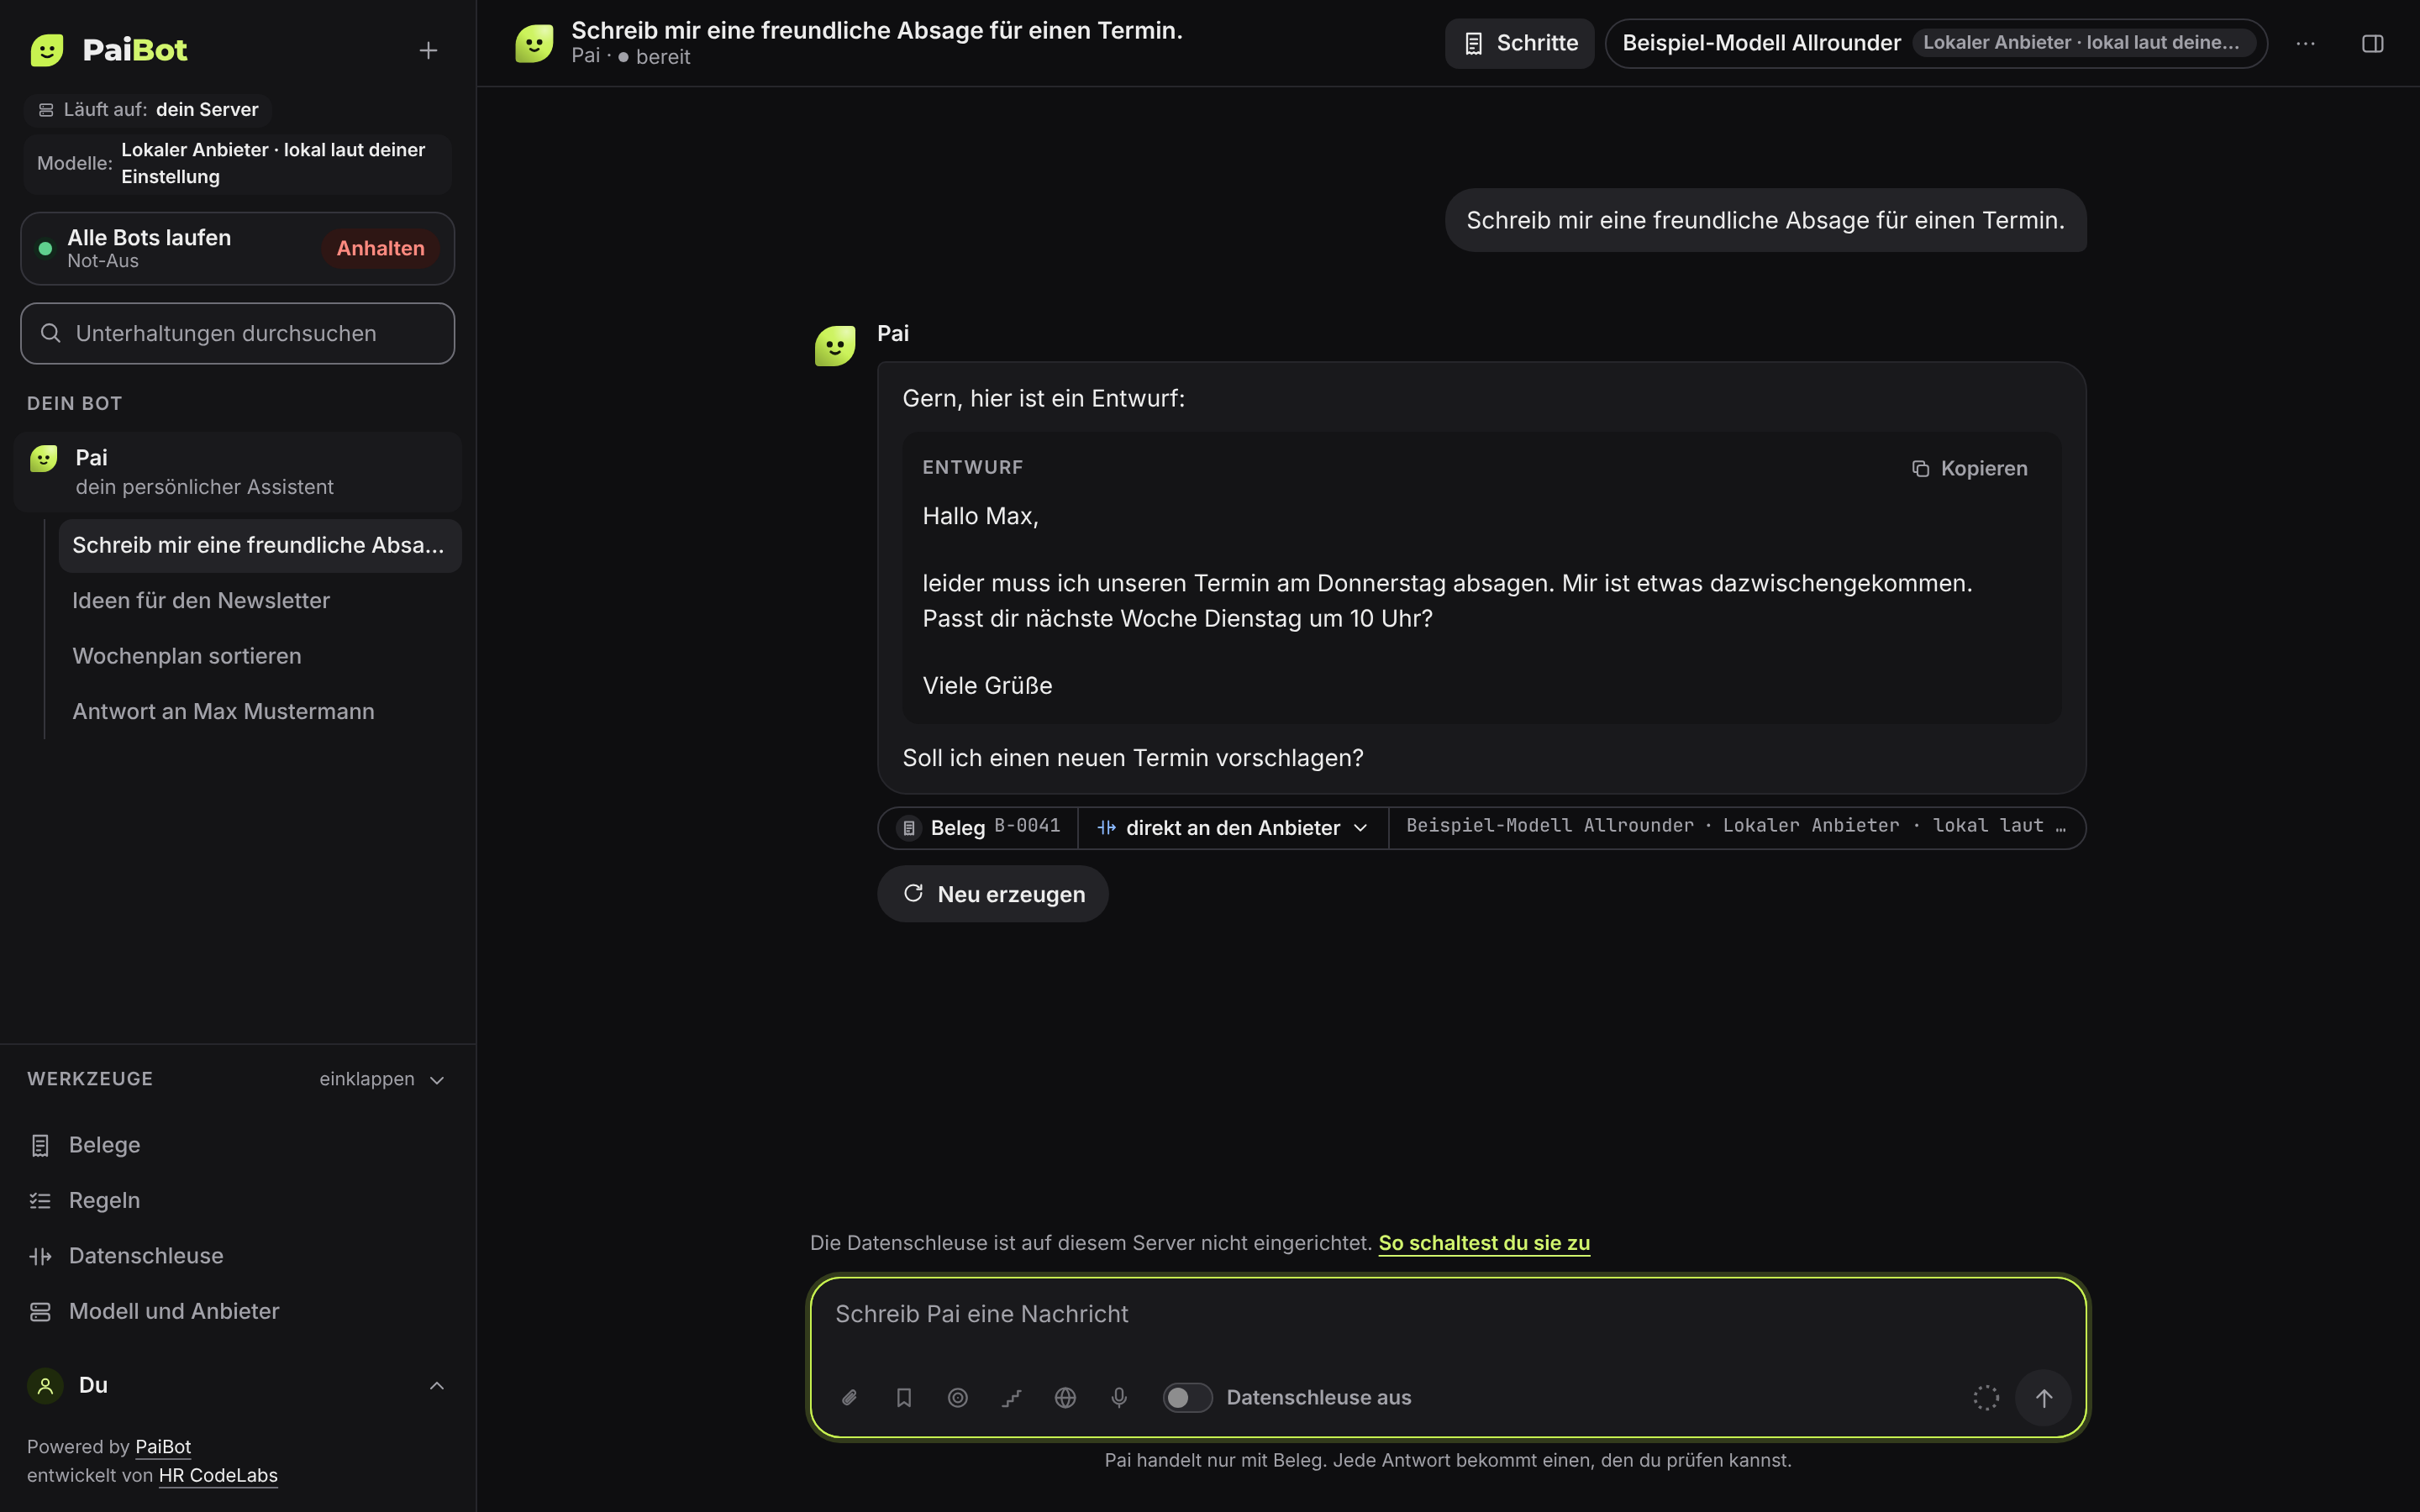 PaiBot
Läuft auf: dein Server
Modelle: Lokaler Anbieter · lokal laut deiner
Einstellung
Alle Bots laufen
Not-Aus
Anhalten
Unterhaltungen durchsuchen
DEIN BOT
Pai
dein persönlicher Assistent
Schreib mir eine freundliche Absa...
Ideen für den Newsletter
Wochenplan sortieren
Antwort an Max Mustermann
WERKZEUGE
einklappen
Belege
Regeln
Datenschleuse
Modell und Anbieter
Du
Powered by PaiBot
entwickelt von HR CodeLabs
Schreib mir eine freundliche Absage für einen Termin.
Pai · bereit
Schritte
Beispiel-Modell Allrounder
Lokaler Anbieter · lokal laut deine...
Schreib mir eine freundliche Absage für einen Termin.
Pai
Gern, hier ist ein Entwurf:
ENTWURF
Kopieren
Hallo Max,
leider muss ich unseren Termin am Donnerstag absagen. Mir ist etwas dazwischengekommen.
Passt dir nächste Woche Dienstag um 10 Uhr?
Viele Grüße
Soll ich einen neuen Termin vorschlagen?
Beleg B-0041
direkt an den Anbieter
Beispiel-Modell Allrounder · Lokaler Anbieter · lokal laut …
Neu erzeugen
Die Datenschleuse ist auf diesem Server nicht eingerichtet. So schaltest du sie zu
Schreib Pai eine Nachricht
Datenschleuse aus
Pai handelt nur mit Beleg. Jede Antwort bekommt einen, den du prüfen kannst.